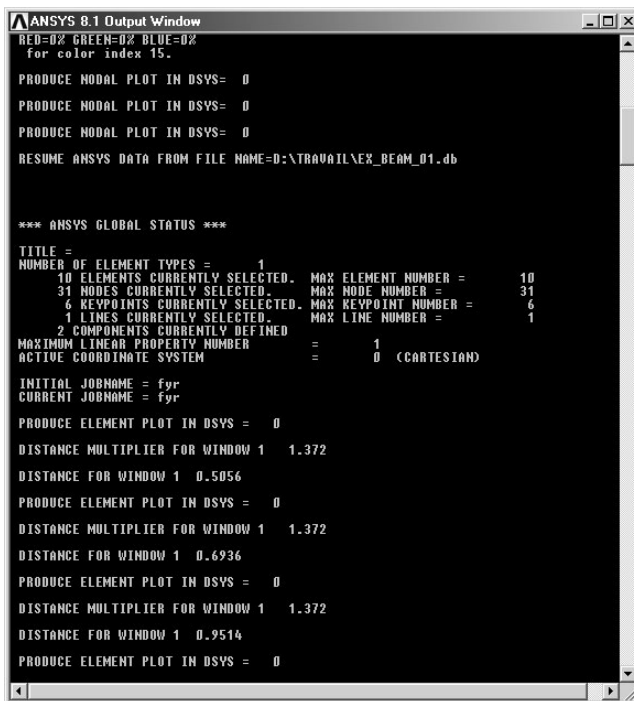 ANSYS 8.1 Output Window
RED=0% GREEN=0% BLUE=0%
for color index 15.
PRODUCE NODAL PLOT IN DSYS= 0
PRODUCE NODAL PLOT IN DSYS= 0
PRODUCE NODAL PLOT IN DSYS= 0
RESUME ANSYS DATA FROM FILE NAME=D:\TRAVAIL\EX_BEAM_01.db
*** ANSYS GLOBAL STATUS ***
TITLE =
NUMBER OF ELEMENT TYPES = 1
10 ELEMENTS CURRENTLY SELECTED. MAX ELEMENT NUMBER = 10
31 NODES CURRENTLY SELECTED. MAX NODE NUMBER = 31
6 KEYPOINTS CURRENTLY SELECTED. MAX KEYPOINT NUMBER = 6
1 LINES CURRENTLY SELECTED. MAX LINE NUMBER = 1
2 COMPONENTS CURRENTLY DEFINED
MAXIMUM LINEAR PROPERTY NUMBER = 1
ACTIVE COORDINATE SYSTEM = 0 (CARTESIAN)
INITIAL JOBNAME = fyr
CURRENT JOBNAME = fyr
PRODUCE ELEMENT PLOT IN DSYS = 0
DISTANCE MULTIPLIER FOR WINDOW 1 1.372
DISTANCE FOR WINDOW 1 0.5056
PRODUCE ELEMENT PLOT IN DSYS = 0
DISTANCE MULTIPLIER FOR WINDOW 1 1.372
DISTANCE FOR WINDOW 1 0.6936
PRODUCE ELEMENT PLOT IN DSYS = 0
DISTANCE MULTIPLIER FOR WINDOW 1 1.372
DISTANCE FOR WINDOW 1 0.9514
PRODUCE ELEMENT PLOT IN DSYS = 0